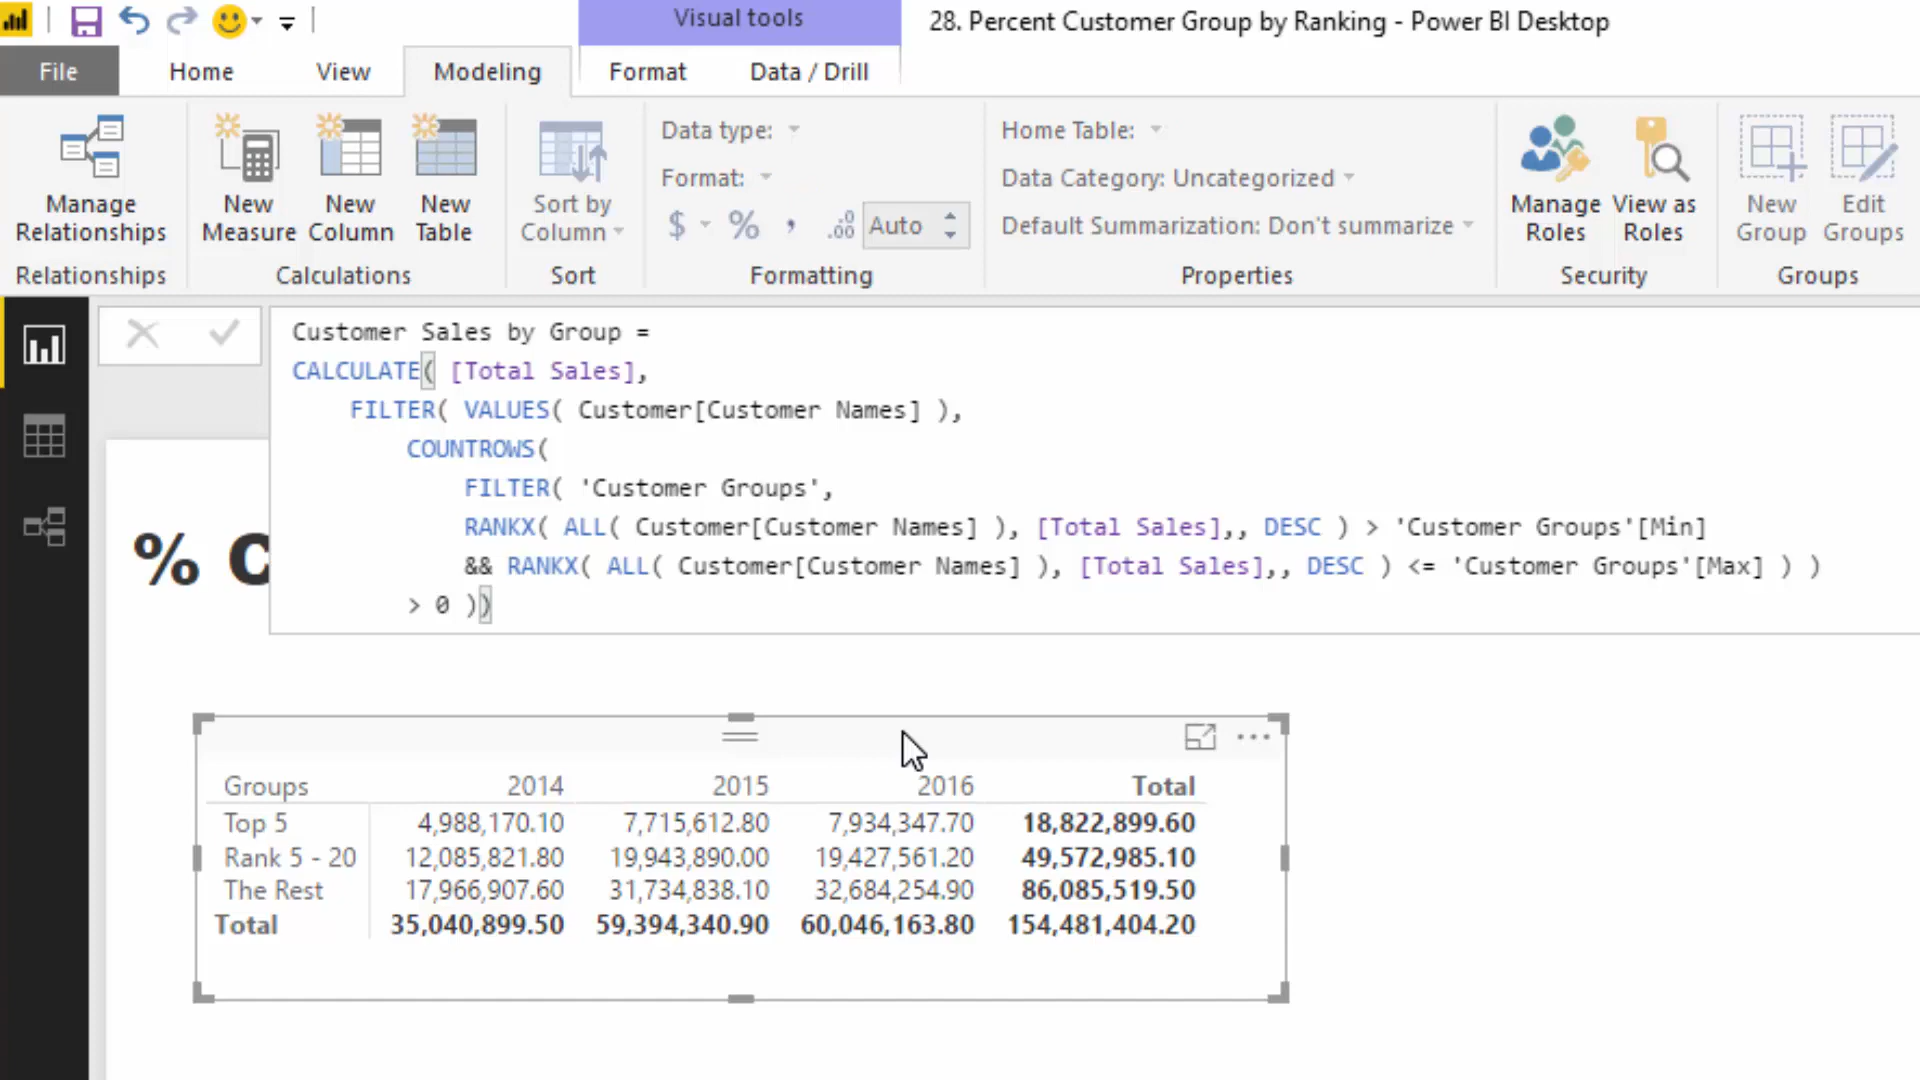 Visual tools
28. Percent Customer Group by Ranking - Power BI Desktop
File Home View Modeling Format Data / Drill
Manage Relationships
New Measure
New Column
New Table
Sort by Column
Data type:
Format:
$ % , .00 Auto
Home Table:
Data Category: Uncategorized
Default Summarization: Don't summarize
Manage Roles
View as Roles
New Group
Edit Groups
Relationships Calculations Sort Formatting Properties Security Groups
Customer Sales by Group =
CALCULATE( [Total Sales],
FILTER( VALUES( Customer[Customer Names] ),
COUNTROWS(
FILTER( 'Customer Groups',
RANKX( ALL( Customer[Customer Names] ), [Total Sales],, DESC ) > 'Customer Groups'[Min]
&& RANKX( ALL( Customer[Customer Names] ), [Total Sales],, DESC ) <= 'Customer Groups'[Max] ) )
> 0 ))
% C
Groups 2014 2015 2016 Total
Top 5 4,988,170.10 7,715,612.80 7,934,347.70 18,822,899.60
Rank 5 - 20 12,085,821.80 19,943,890.00 19,427,561.20 49,572,985.10
The Rest 17,966,907.60 31,734,838.10 32,684,254.90 86,085,519.50
Total 35,040,899.50 59,394,340.90 60,046,163.80 154,481,404.20